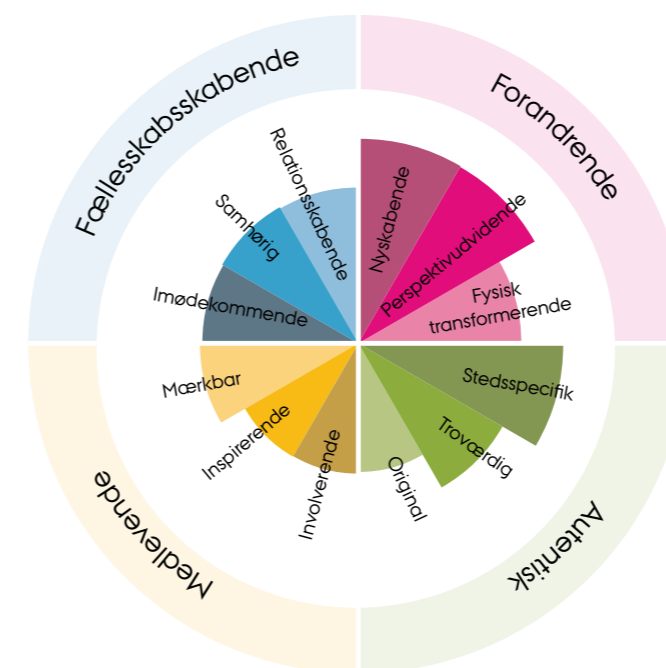 Fællesskabsskabende
Forandrende
Relationsskabende
Samhørig
Imødekommende
Nyskabende
Perspektivudvidende
Fysisk
transformerende
Mærkbar
Inspirerende
Involverende
Stedsspecifik
Troværdig
Original
Medlevende
Autentisk